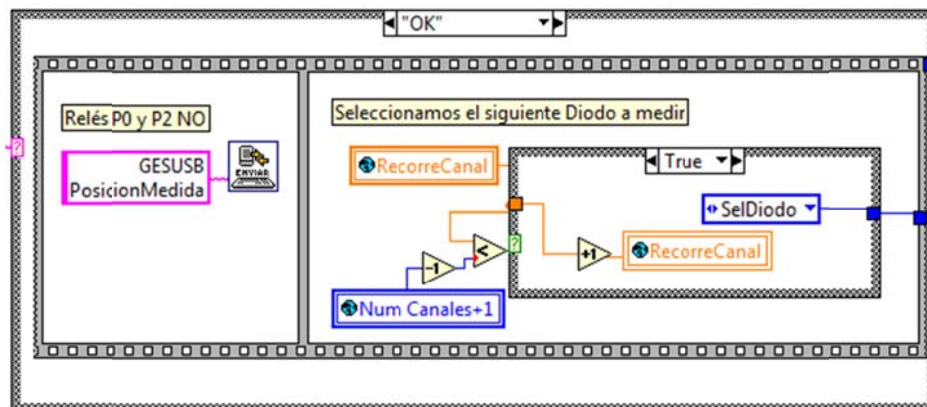 "OK"
Relés P0 y P2 NO
GESUSB
PosicionMedida
ENVIAR
Seleccionamos el siguiente Diodo a medir
RecorreCanal
True
SelDiodo
?
?
<
-1
+1
RecorreCanal
Num Canales+1